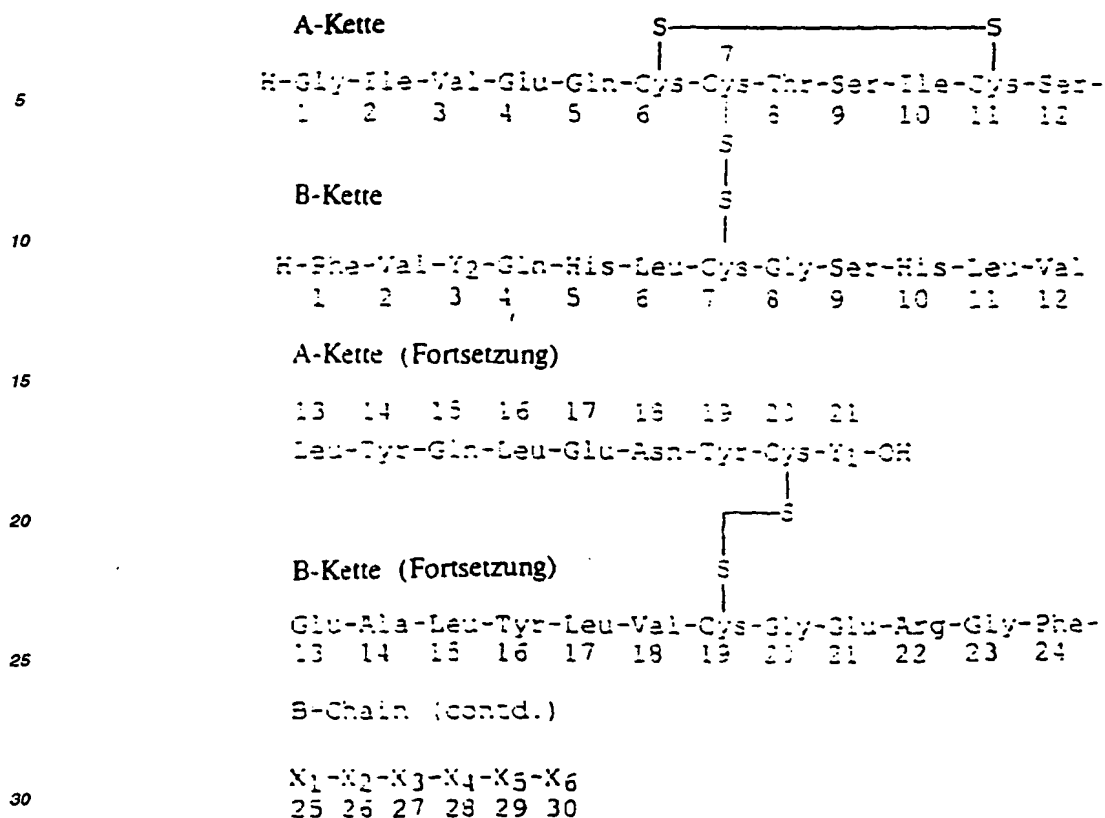 A-Kette S S
7
5 H-Gly-Ile-Val-Glu-Gln-Cys-Cys-Thr-Ser-Ile-Cys-Ser-
1 2 3 4 5 6 8 9 10 11 12
S
B-Kette S
10
H-Phe-Val-Y2-Gln-His-Leu-Cys-Gly-Ser-His-Leu-Val
1 2 3 4 5 6 7 8 9 10 11 12
A-Kette (Fortsetzung)
15
13 14 15 16 17 18 19 20 21
Leu-Tyr-Gln-Leu-Glu-Asn-Tyr-Cys-Y1-OH
20 S
S
B-Kette (Fortsetzung)
Glu-Ala-Leu-Tyr-Leu-Val-Cys-Gly-Glu-Arg-Gly-Phe-
25 13 14 15 16 17 18 19 20 21 22 23 24
B-Chain (contd.)
X1-X2-X3-X4-X5-X6
30 25 26 27 28 29 30